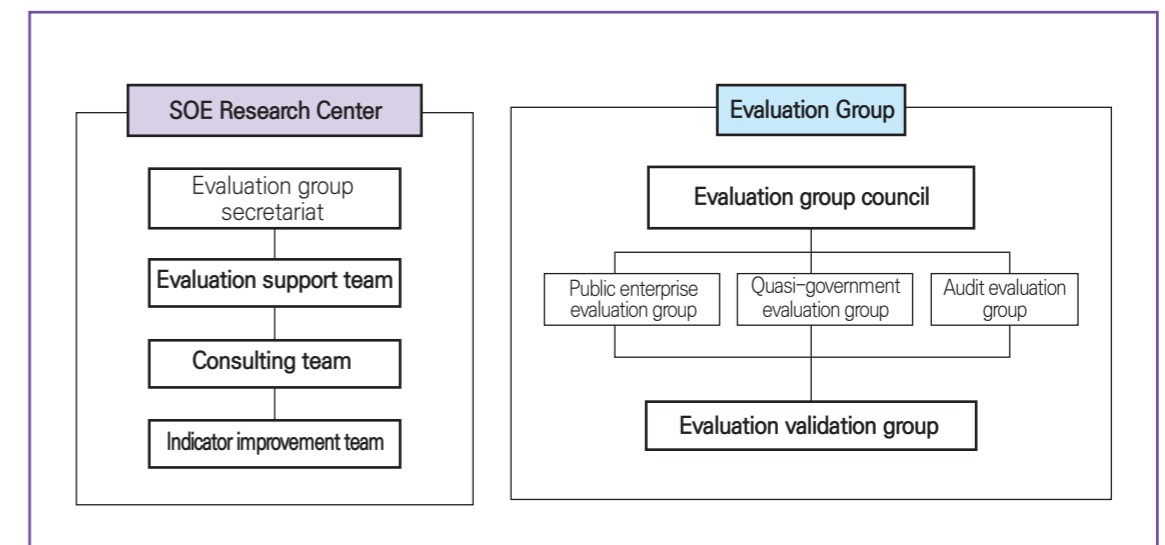 SOE Research Center
Evaluation group
secretariat
Evaluation support team
Consulting team
Indicator improvement team
Evaluation Group
Evaluation group council
Public enterprise
evaluation group
Quasi-government
evaluation group
Audit evaluation
group
Evaluation validation group